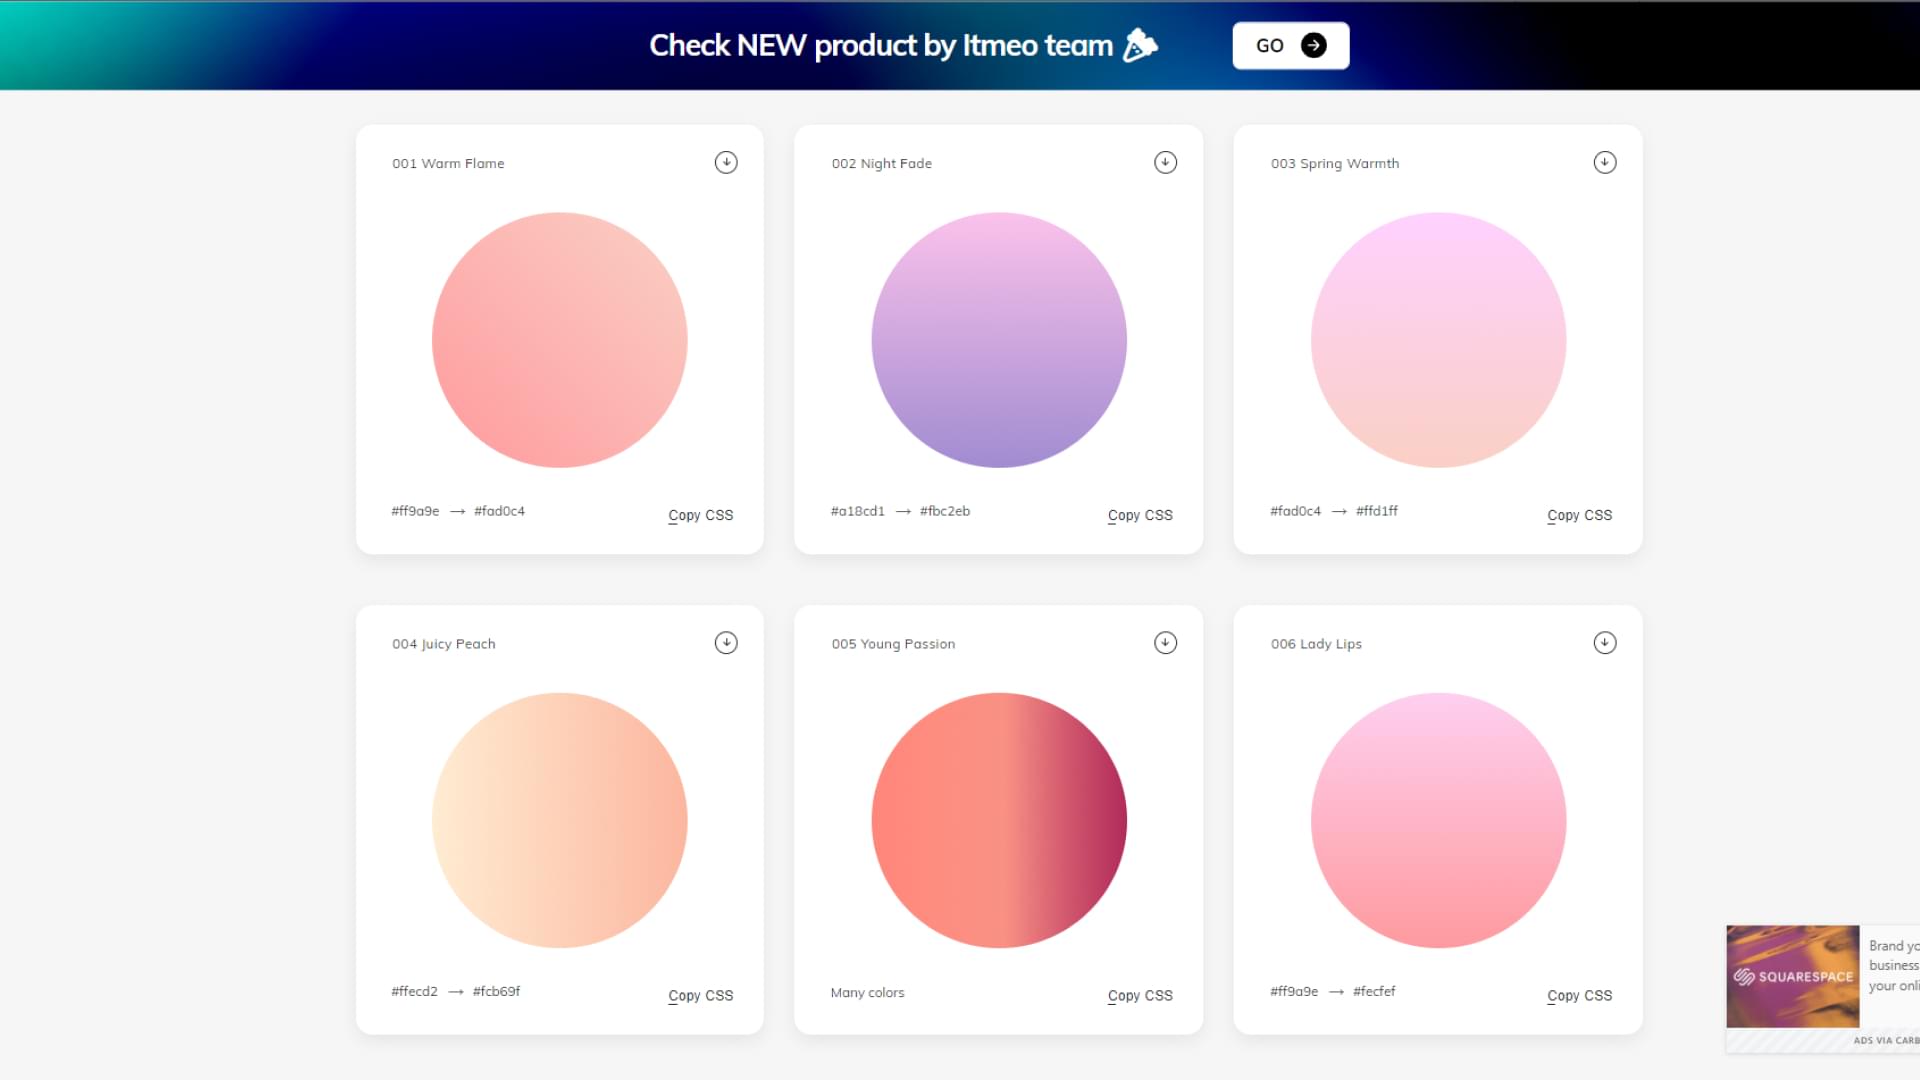 Check NEW product by Itmeo team
GO
001 Warm Flame
002 Night Fade
003 Spring Warmth
#ff9a9e → #fad0c4
Copy CSS
#a18cd1 → #fbc2eb
Copy CSS
#fad0c4 → #ffd1ff
Copy CSS
004 Juicy Peach
005 Young Passion
006 Lady Lips
#ffecd2 → #fcb69f
Copy CSS
Many colors
Copy CSS
#ff9a9e → #fecfef
Copy CSS
SQUARESPACE
Brand yo
business
your onli
ADS VIA CARB